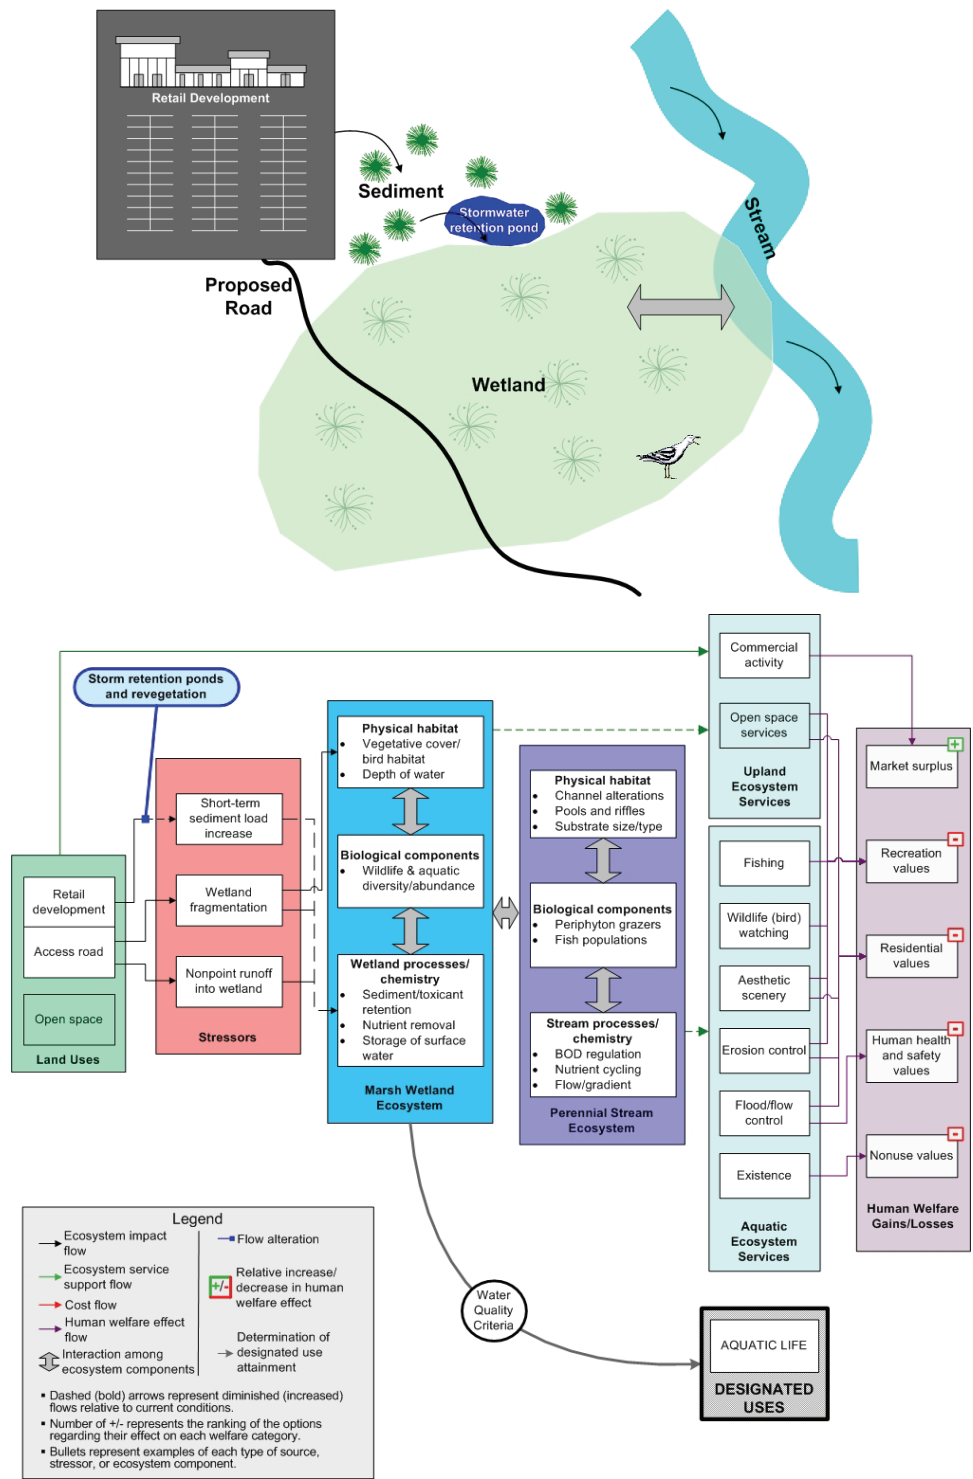 Retail Development
Sediment
Stormwater
retention pond
Stream
Proposed
Road
Wetland
Storm retention ponds
and revegetation
Retail
development
Access road
Open space
Land Uses
Short-term
sediment load
increase
Wetland
fragmentation
Nonpoint runoff
into wetland
Stressors
Physical habitat
• Vegetative cover/
bird habitat
• Depth of water
Biological components
• Wildlife & aquatic
diversity/abundance
Wetland processes/
chemistry
• Sediment/toxicant
retention
• Nutrient removal
• Storage of surface
water
Marsh Wetland
Ecosystem
Physical habitat
• Channel alterations
• Pools and riffles
• Substrate size/type
Biological components
• Periphyton grazers
• Fish populations
Stream processes/
chemistry
• BOD regulation
• Nutrient cycling
• Flow/gradient
Perennial Stream
Ecosystem
Commercial
activity
Open space
services
Upland
Ecosystem
Services
Fishing
Wildlife (bird)
watching
Aesthetic
scenery
Erosion control
Flood/flow
control
Existence
Aquatic
Ecosystem
Services
+
Market surplus
-
Recreation
values
-
Residential
values
-
Human health
and safety
values
-
Nonuse values
Human Welfare
Gains/Losses
Water
Quality
Criteria
AQUATIC LIFE
DESIGNATED
USES
Legend
Ecosystem impact
flow
Ecosystem service
support flow
Cost flow
Human welfare effect
flow
Interaction among
ecosystem components
Flow alteration
+/-
Relative increase/
decrease in human
welfare effect
Determination of
designated use
attainment
▪ Dashed (bold) arrows represent diminished (increased)
flows relative to current conditions.
▪ Number of +/- represents the ranking of the options
regarding their effect on each welfare category.
▪ Bullets represent examples of each type of source,
stressor, or ecosystem component.